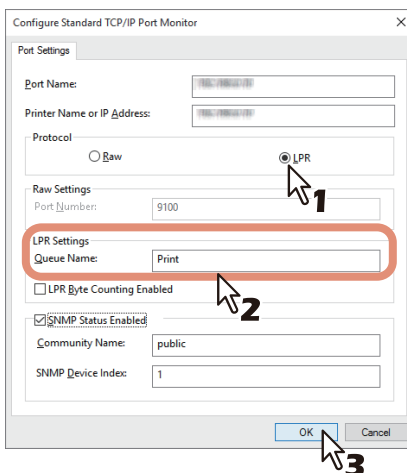 Configure Standard TCP/IP Port Monitor
Port Settings
Port Name:
Printer Name or IP Address:
Protocol
Raw LPR
1
Raw Settings
Port Number: 9100
LPR Settings
Queue Name: Print
LPR Byte Counting Enabled
2
SNMP Status Enabled
Community Name: public
SNMP Device Index: 1
OK Cancel
3